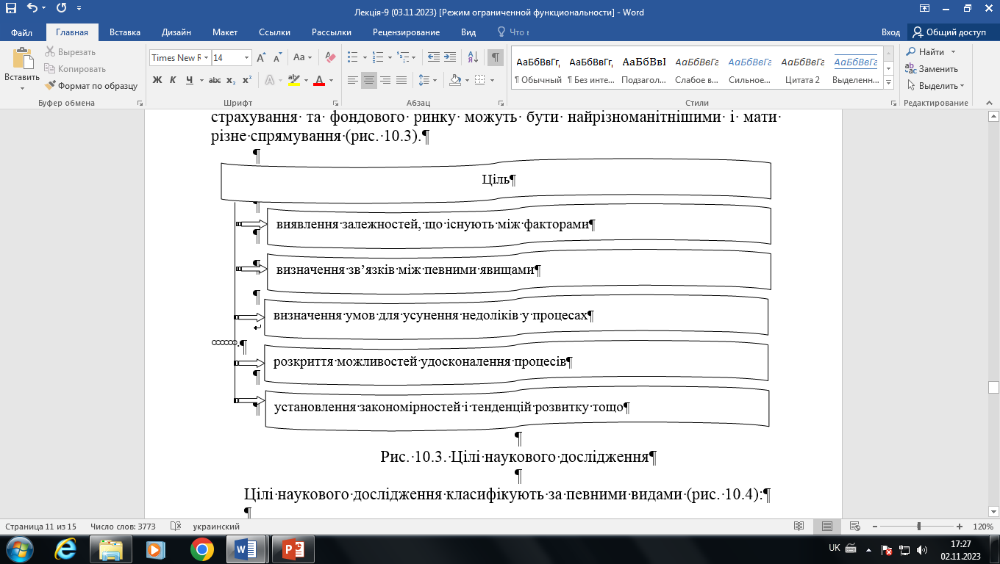 Лекція-9 (03.11.2023) [Режим ограниченной функциональности] - Word
Файл Главная Вставка Дизайн Макет Ссылки Рассылки Рецензирование Вид Что Вход Общий доступ
Вставить
Вырезать
Копировать
Формат по образцу
Буфер обмена
Times New R 14
Ж К Ч abc x₂ x²
Шрифт
Абзац
АаБбВвГг, АаБбВвГг, АаБбВвІ АаБбВвГг АаБбВвГг АаБбВвГг АаБбВвГг
¶ Обычный ¶ Без инте... Подзагол... Слабое в... Сильное... Цитата 2 Выделенн...
Стили
Найти
Заменить
Выделить
Редактирование
страхування та фондового ринку можуть бути найрізноманітнішими і мати
різне спрямування (рис. 10.3).¶
Ціль¶
виявлення залежностей, що існують між факторами¶
визначення зв’язків між певними явищами¶
визначення умов для усунення недоліків у процесах¶
розкриття можливостей удосконалення процесів¶
установлення закономірностей і тенденцій розвитку тощо¶
Рис. 10.3. Цілі наукового дослідження¶
Цілі наукового дослідження класифікують за певними видами (рис. 10.4):¶
Страница 11 из 15 Число слов: 3773 украинский 120%
UK 17:27
02.11.2023